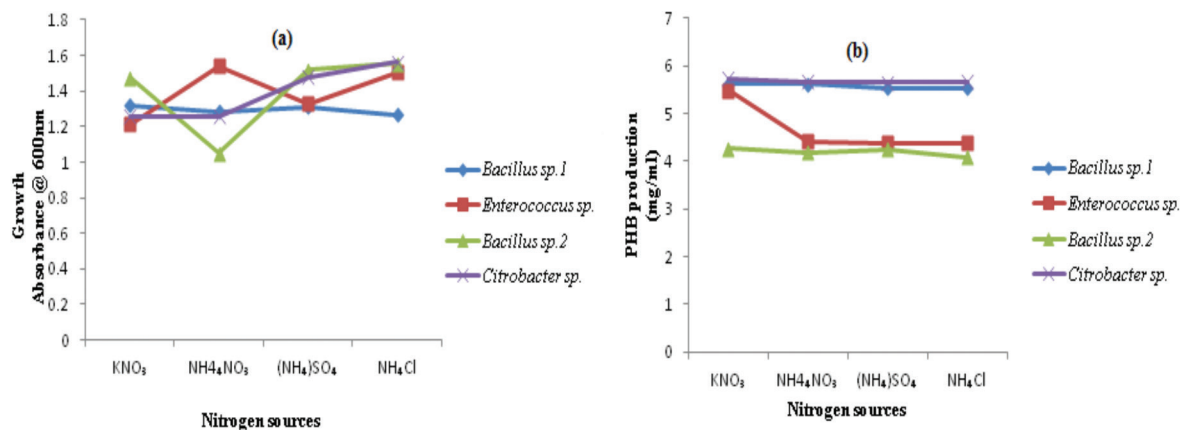 (a)
Growth
Absorbance @ 600nm
1.8
1.6
1.4
1.2
1
0.8
0.6
0.4
0.2
0
KNO₃
NH4₄NO₃
(NH₄)SO₄
NH₄Cl
Nitrogen sources
Bacillus sp.1
Enterococcus sp.
Bacillus sp.2
Citrobacter sp.
(b)
PHB production
(mg/ml)
7
6
5
4
3
2
1
0
KNO₃
NH4₄NO₃
(NH₄)SO₄
NH₄Cl
Nitrogen sources
Bacillus sp.1
Enterococcus sp.
Bacillus sp.2
Citrobacter sp.